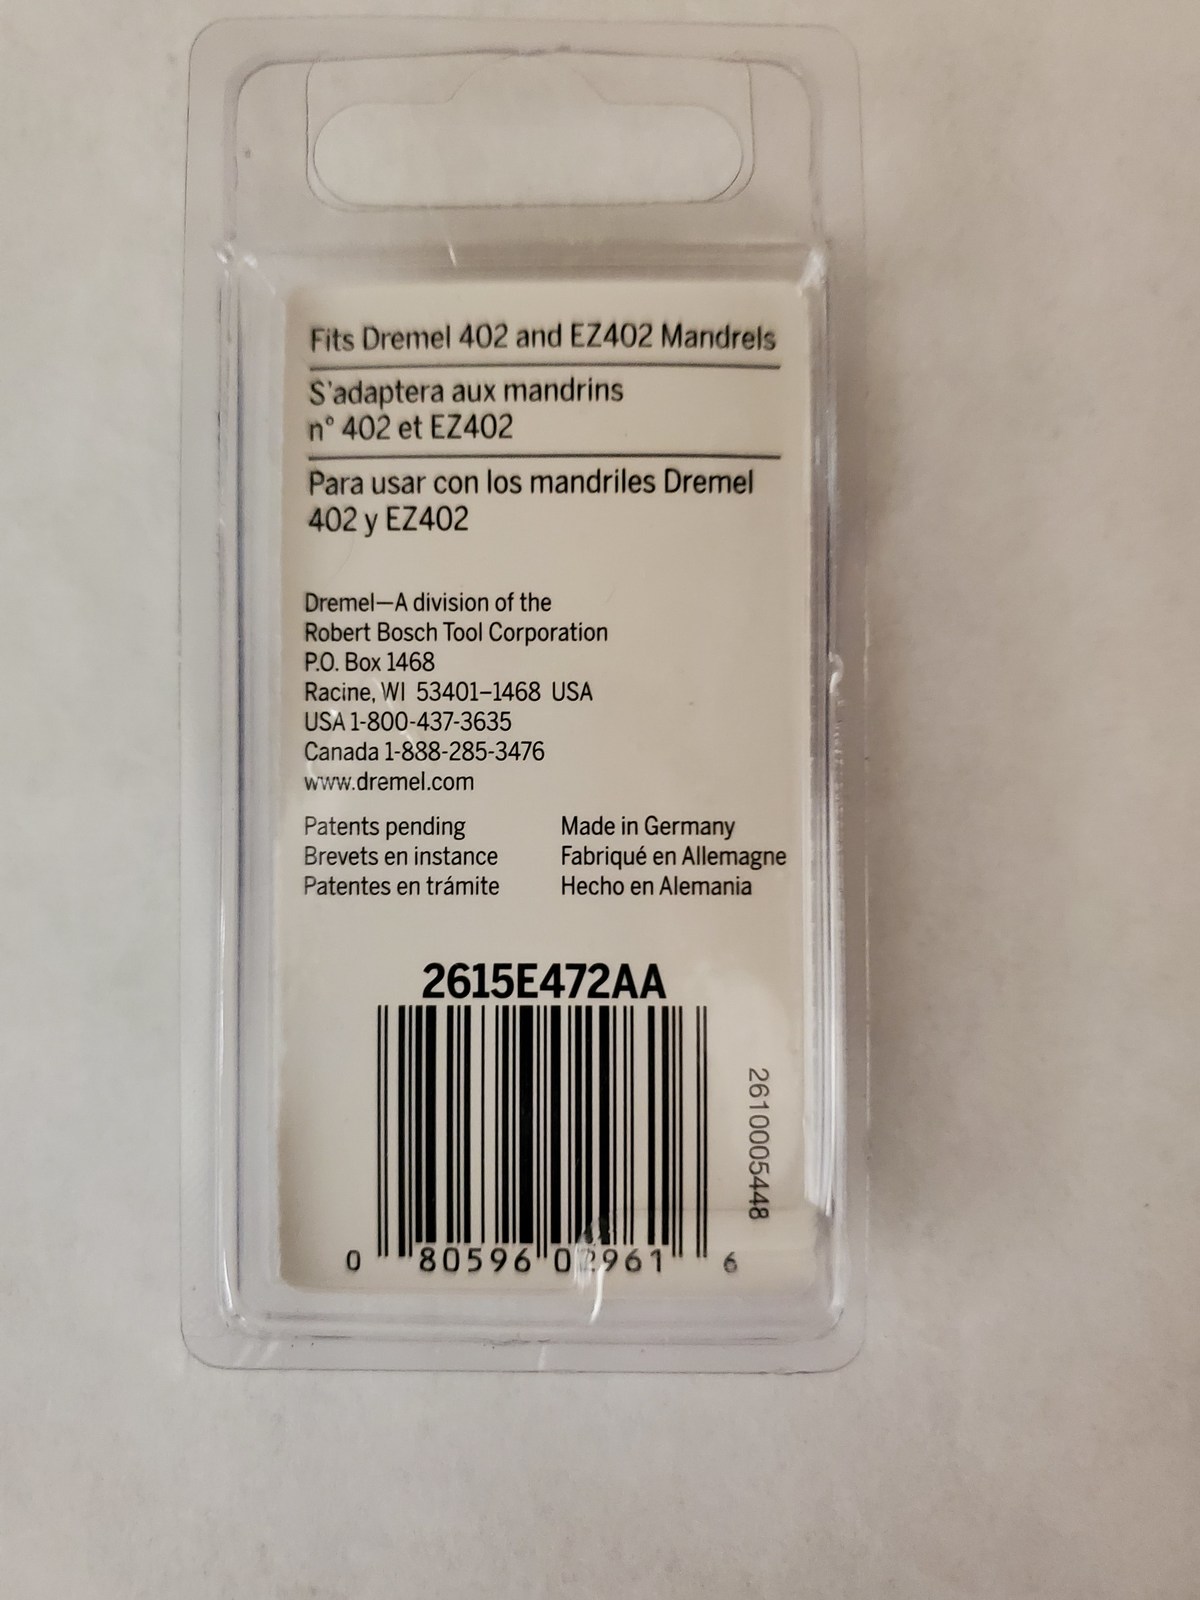 Fits Dremel 402 and EZ402 Mandrels
S'adaptera aux mandrins
n° 402 et EZ402
Para usar con los mandriles Dremel
402 y EZ402
Dremel—A division of the
Robert Bosch Tool Corporation
P.O. Box 1468
Racine, WI 53401–1468 USA
USA 1-800-437-3635
Canada 1-888-285-3476
www.dremel.com
Patents pending
Brevets en instance
Patentes en trámite
Made in Germany
Fabriqué en Allemagne
Hecho en Alemania
2615E472AA
2610005448
0 80596 02961 6